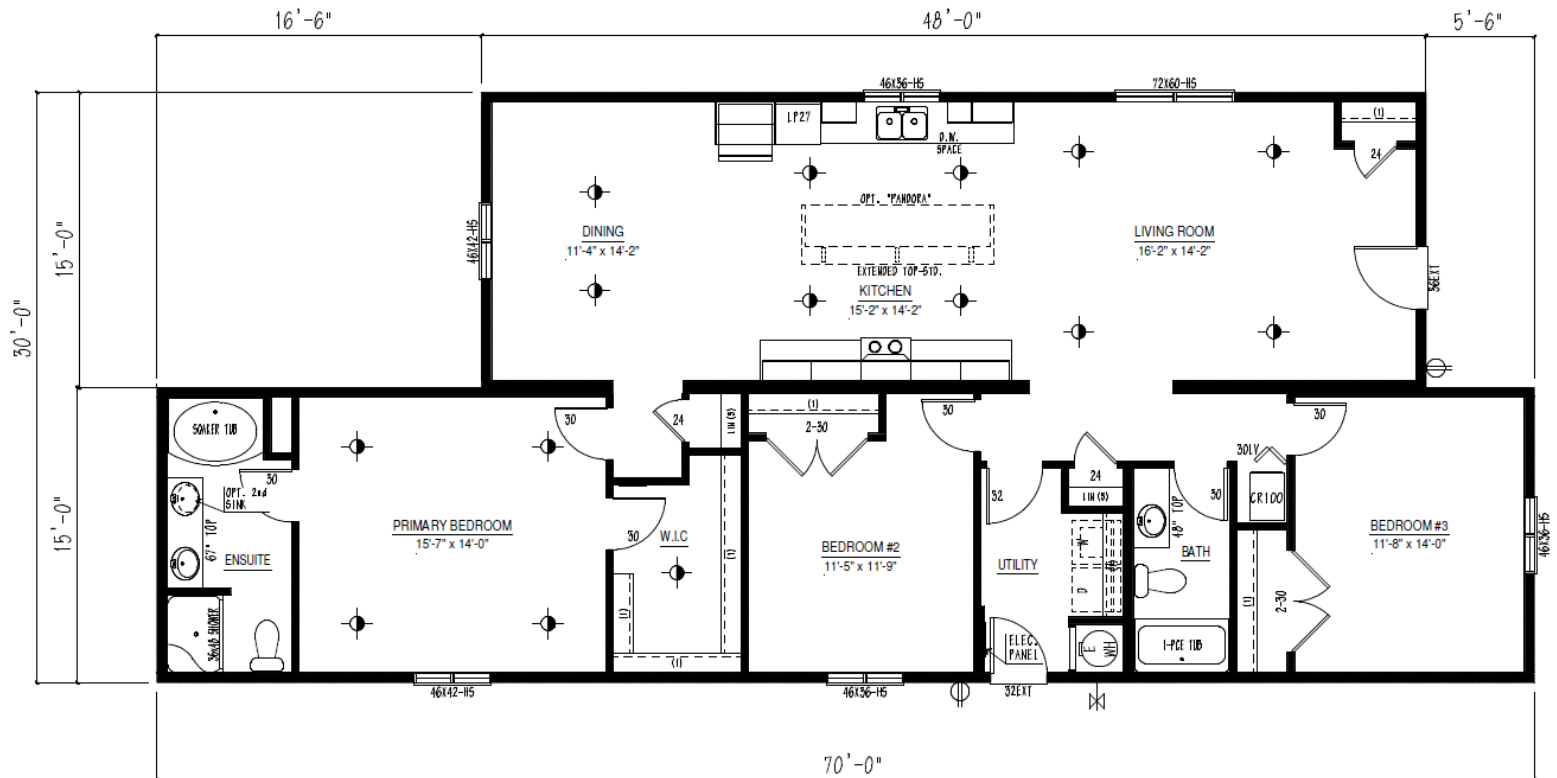 16'-6"
48'-0"
5'-6"
46X36-HS
72X60-HS
LP27
D.W.
SPACE
(1)
24
15'-0"
30'-0"
46X42-HS
DINING
11'-4" x 14'-2"
OPT. "PANDORA"
EXTENDED TOP-STD.
KITCHEN
15'-2" x 14'-2"
LIVING ROOM
16'-2" x 14'-2"
36EXT
15'-0"
SOAKER TUB
30
OPT. 2nd
SINK
67" TOP
ENSUITE
36x48 SHOWER
PRIMARY BEDROOM
15'-7" x 14'-0"
30
24
LIN (5)
30
W.I.C
(1)
(1)
(1)
(1)
2-30
BEDROOM #2
11'-5" x 11'-9"
30
32
UTILITY
24
LIN (5)
W
D
ELEC.
PANEL
E
WH
48" TOP
30
BATH
1-PCE TUB
30LV
CR100
30
(1)
2-30
BEDROOM #3
11'-8" x 14'-0"
46X36-HS
46X42-HS
46X36-HS
32EXT
70'-0"